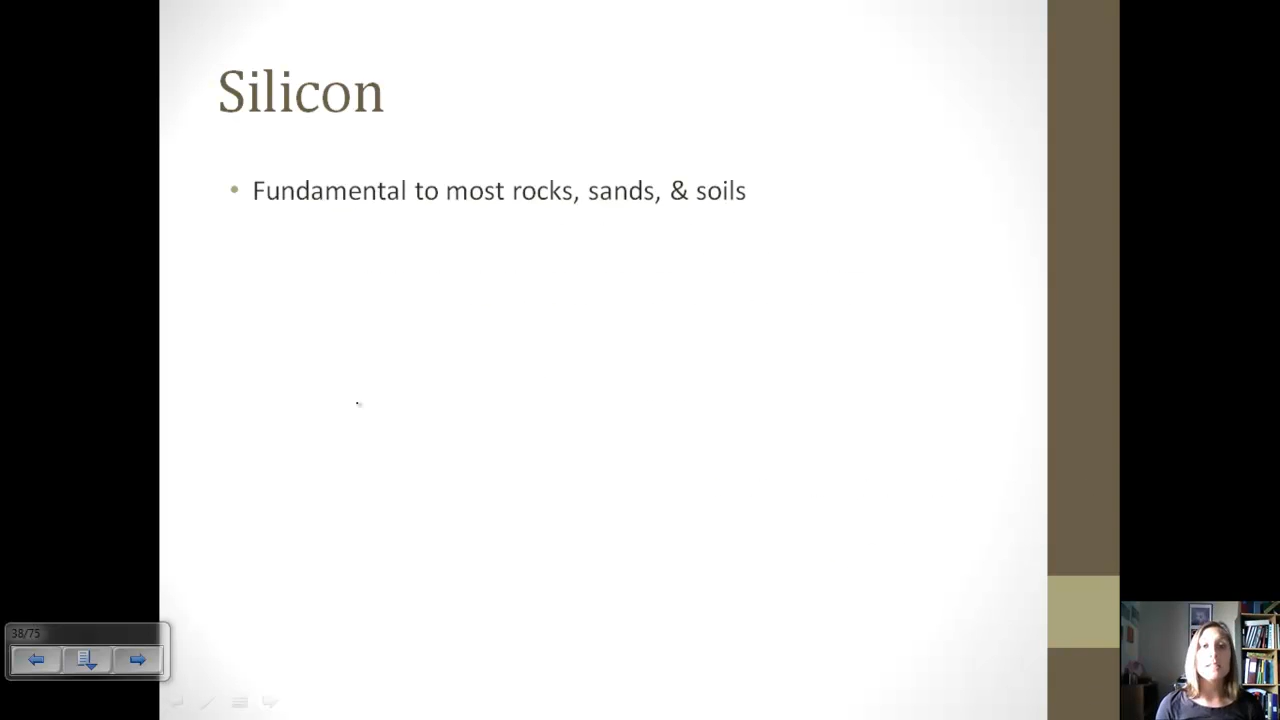 Silicon
• Fundamental to most rocks, sands, & soils
38/75